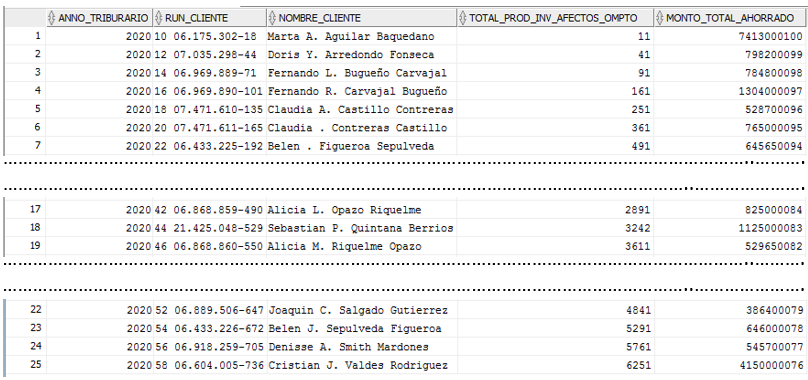 ANNO_TRIBURARIO RUN_CLIENTE NOMBRE_CLIENTE TOTAL_PROD_INV_AFECTOS_OMPTO MONTO_TOTAL_AHORRADO
1 2020 10 06.175.302-18 Marta A. Aguilar Baquedano 11 7413000100
2 2020 12 07.035.298-44 Doris Y. Arredondo Fonseca 41 798200099
3 2020 14 06.969.889-71 Fernando L. Bugueño Carvajal 91 784800098
4 2020 16 06.969.890-101 Fernando R. Carvajal Bugueño 161 1304000097
5 2020 18 07.471.610-135 Claudia A. Castillo Contreras 251 528700096
6 2020 20 07.471.611-165 Claudia . Contreras Castillo 361 765000095
7 2020 22 06.433.225-192 Belen . Figueroa Sepulveda 491 645650094
17 2020 42 06.868.859-490 Alicia L. Opazo Riquelme 2891 825000084
18 2020 44 21.425.048-529 Sebastian P. Quintana Berrios 3242 1125000083
19 2020 46 06.868.860-550 Alicia M. Riquelme Opazo 3611 529650082
22 2020 52 06.889.506-647 Joaquin C. Salgado Gutierrez 4841 386400079
23 2020 54 06.433.226-672 Belen J. Sepulveda Figueroa 5291 646000078
24 2020 56 06.918.259-705 Denisse A. Smith Mardones 5761 545700077
25 2020 58 06.604.005-736 Cristian J. Valdes Rodriguez 6251 4150000076